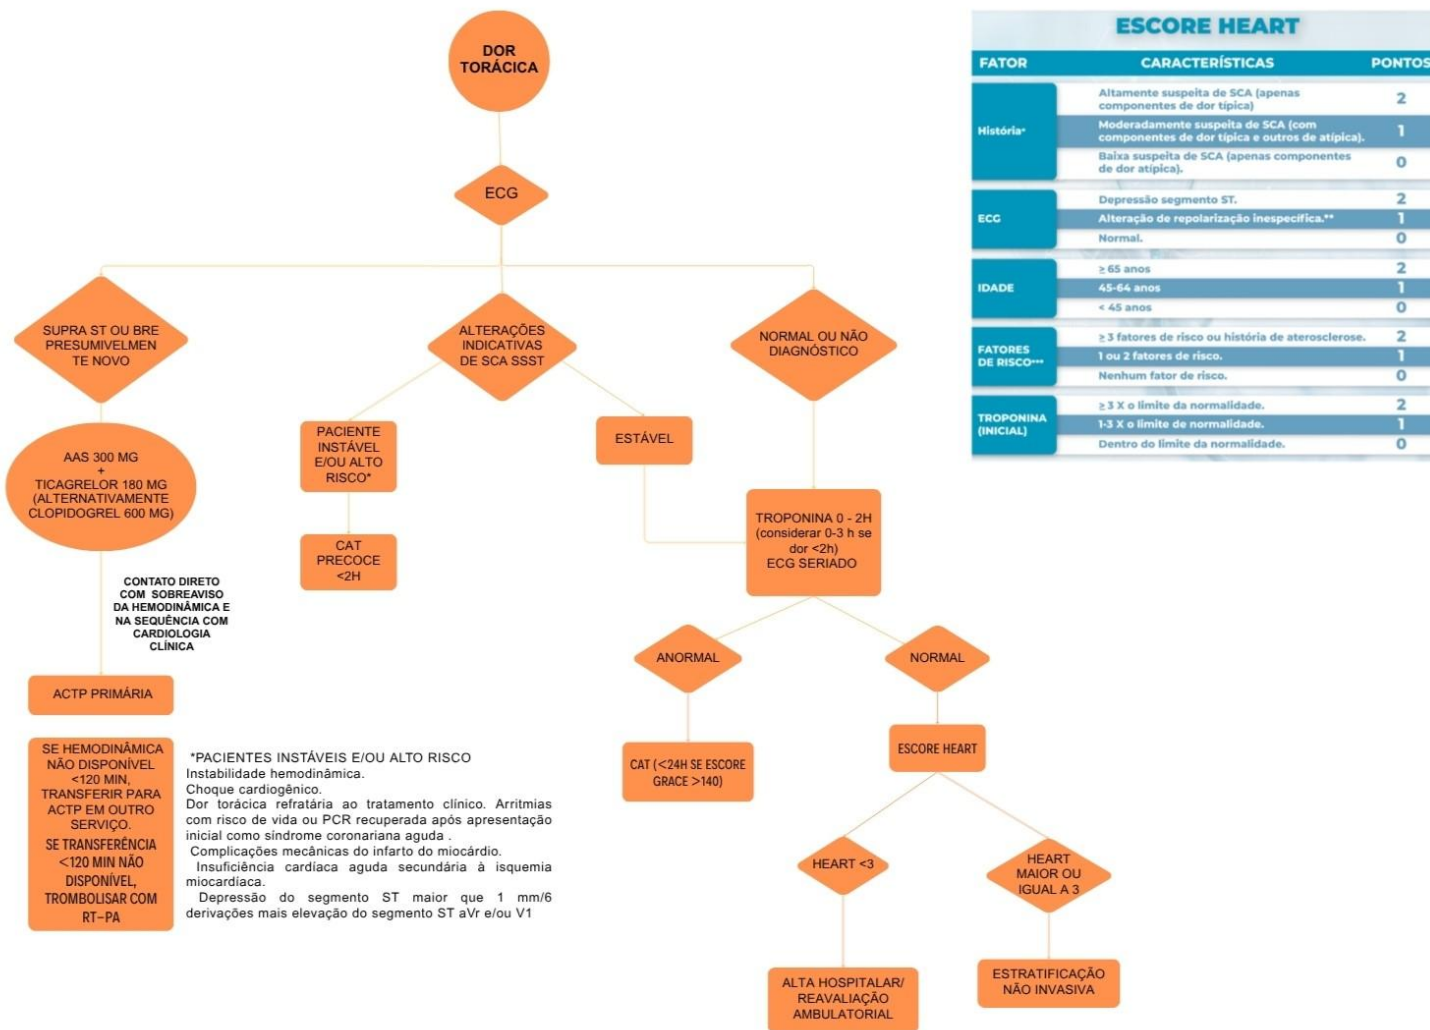 DOR
TORÁCICA
ECG
SUPRA ST OU BRE
PRESUMIVELMEN
TE NOVO
ALTERAÇÕES
INDICATIVAS
DE SCA SSST
NORMAL OU NÃO
DIAGNÓSTICO
AAS 300 MG
+
TICAGRELOR 180 MG
(ALTERNATIVAMENTE
CLOPIDOGREL 600 MG)
PACIENTE
INSTÁVEL
E/OU ALTO
RISCO*
ESTÁVEL
CAT
PRECOCE
<2H
TROPONINA 0 - 2H
(considerar 0-3 h se
dor <2h)
ECG SERIADO
CONTATO DIRETO
COM SOBREAVISO
DA HEMODINÂMICA E
NA SEQUÊNCIA COM
CARDIOLOGIA
CLÍNICA
ACTP PRIMÁRIA
SE HEMODINÂMICA
NÃO DISPONÍVEL
<120 MIN,
TRANSFERIR PARA
ACTP EM OUTRO
SERVIÇO.
SE TRANSFERÊNCIA
<120 MIN NÃO
DISPONÍVEL,
TROMBOLISAR COM
RT-PA
*PACIENTES INSTÁVEIS E/OU ALTO RISCO
Instabilidade hemodinâmica.
Choque cardiogênico.
Dor torácica refratária ao tratamento clínico. Arritmias
com risco de vida ou PCR recuperada após apresentação
inicial como síndrome coronariana aguda .
Complicações mecânicas do infarto do miocárdio.
Insuficiência cardíaca aguda secundária à isquemia
miocardíaca.
Depressão do segmento ST maior que 1 mm/6
derivações mais elevação do segmento ST aVr e/ou V1
ANORMAL
NORMAL
CAT (<24H SE ESCORE
GRACE >140)
ESCORE HEART
HEART <3
HEART
MAIOR OU
IGUAL A 3
ALTA HOSPITALAR/
REAVALIAÇÃO
AMBULATORIAL
ESTRATIFICAÇÃO
NÃO INVASIVA
ESCORE HEART
FATOR CARACTERÍSTICAS PONTOS
História*
Altamente suspeita de SCA (apenas
componentes de dor típica) 2
Moderadamente suspeita de SCA (com
componentes de dor típica e outros de atípica). 1
Baixa suspeita de SCA (apenas componentes
de dor atípica). 0
ECG
Depressão segmento ST. 2
Alteração de repolarização inespecífica.** 1
Normal. 0
IDADE
≥ 65 anos 2
45-64 anos 1
< 45 anos 0
FATORES
DE RISCO***
≥ 3 fatores de risco ou história de aterosclerose. 2
1 ou 2 fatores de risco. 1
Nenhum fator de risco. 0
TROPONINA
(INICIAL)
≥ 3 X o limite da normalidade. 2
1-3 X o limite de normalidade. 1
Dentro do limite da normalidade. 0